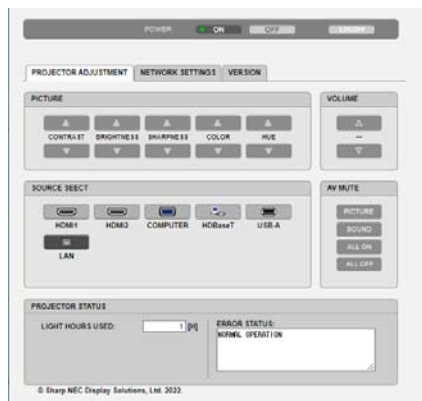 POWER ON OFF LOGOFF
PROJECTOR ADJUSTMENT NETWORK SETTINGS VERSION
PICTURE VOLUME
CONTRAST BRIGHTNESS SHARPNESS COLOR HUE --
SOURCE SEECT AV MUTE
HDMI1 HDMI2 COMPUTER HDBaseT USB-A PICTURE
SOUND
LAN ALL ON
ALL OFF
PROJECTOR STATUS
LIGHT HOURS USED: 1 [H] ERROR STATUS:
NORMAL OPERATION
© Sharp NEC Display Solutions, Ltd. 2022.